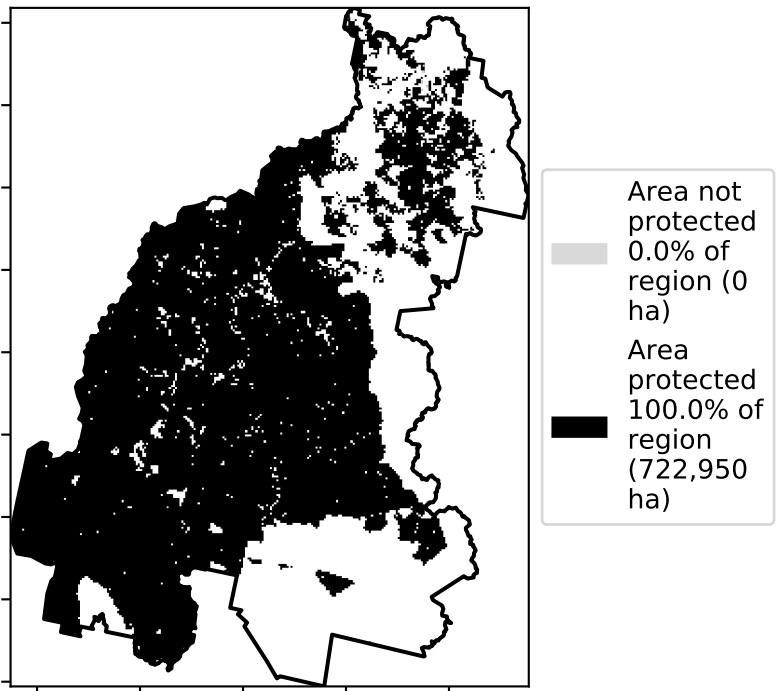 Area not
protected
0.0% of
region (0
ha)
Area
protected
100.0% of
region
(722,950
ha)